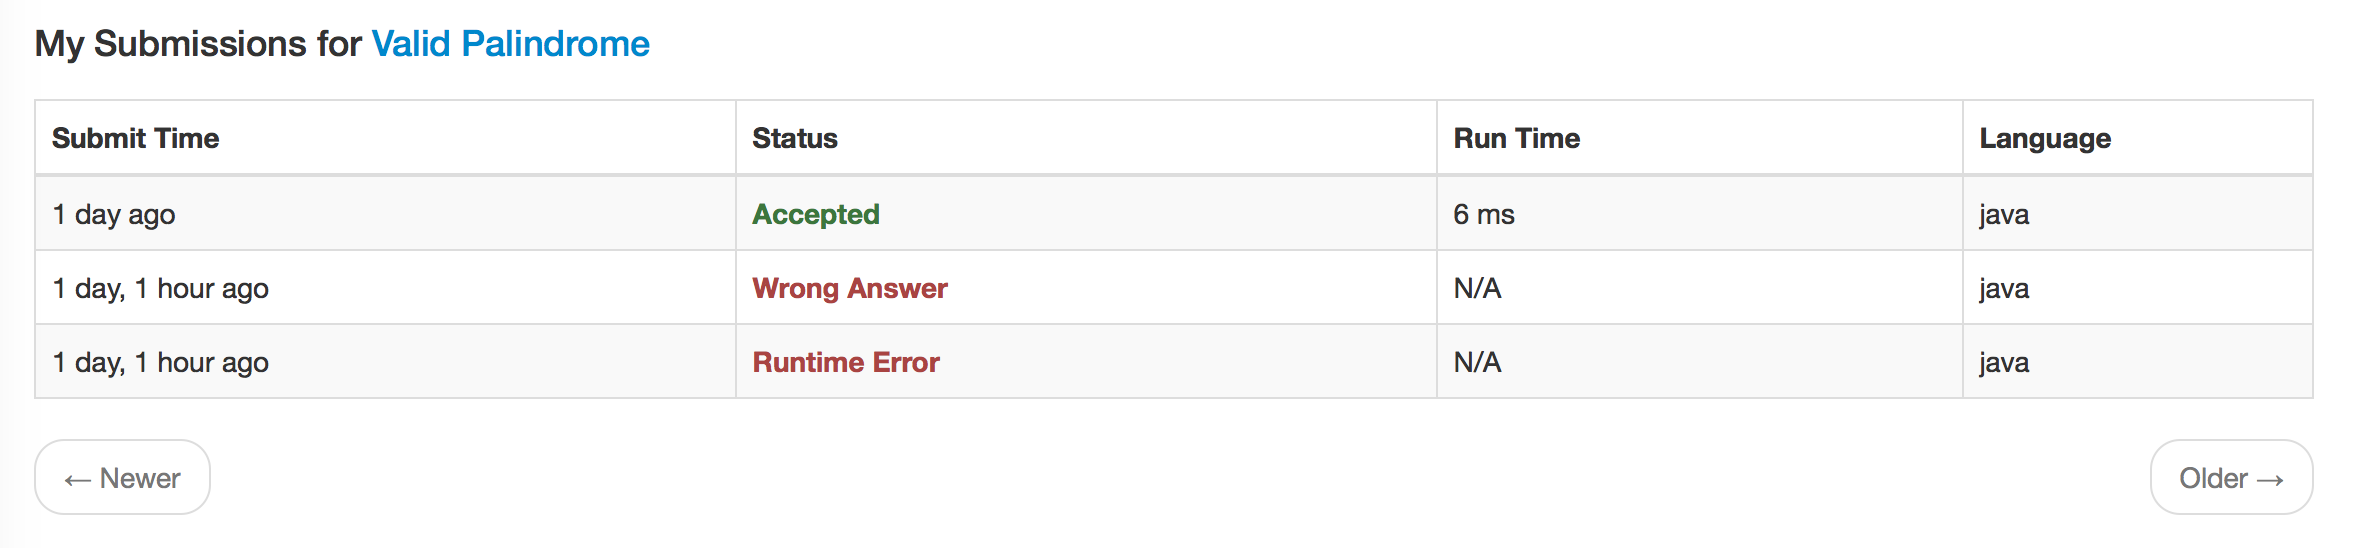 My Submissions for Valid Palindrome
Submit Time Status Run Time Language
1 day ago Accepted 6 ms java
1 day, 1 hour ago Wrong Answer N/A java
1 day, 1 hour ago Runtime Error N/A java
← Newer Older →